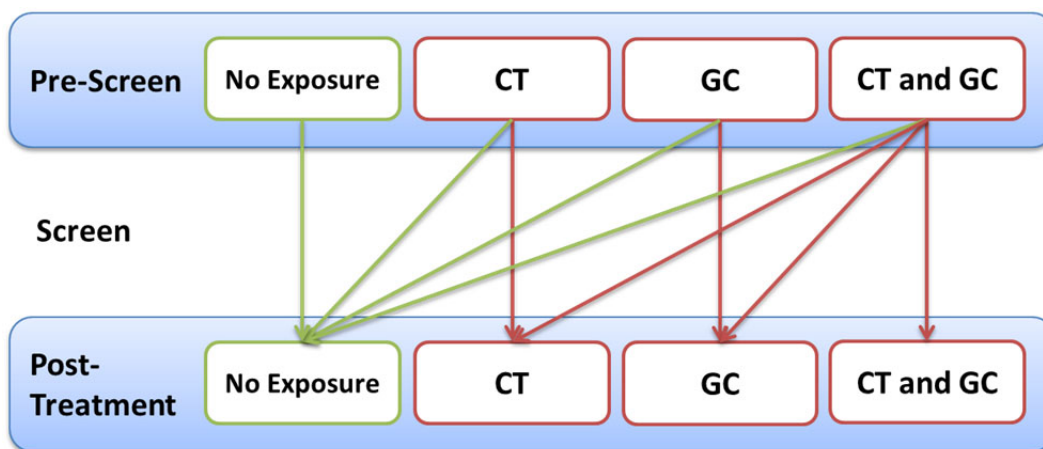 Pre-Screen
No Exposure
CT
GC
CT and GC
Screen
Post-
Treatment
No Exposure
CT
GC
CT and GC